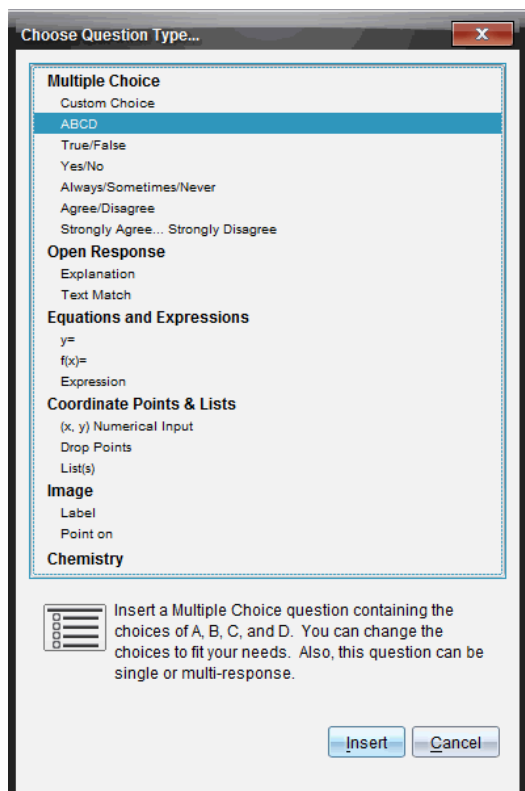 Choose Question Type...
x
Multiple Choice
Custom Choice
ABCD
True/False
Yes/No
Always/Sometimes/Never
Agree/Disagree
Strongly Agree... Strongly Disagree
Open Response
Explanation
Text Match
Equations and Expressions
y=
f(x)=
Expression
Coordinate Points & Lists
(x, y) Numerical Input
Drop Points
List(s)
Image
Label
Point on
Chemistry
Insert a Multiple Choice question containing the
choices of A, B, C, and D. You can change the
choices to fit your needs. Also, this question can be
single or multi-response.
Insert Cancel